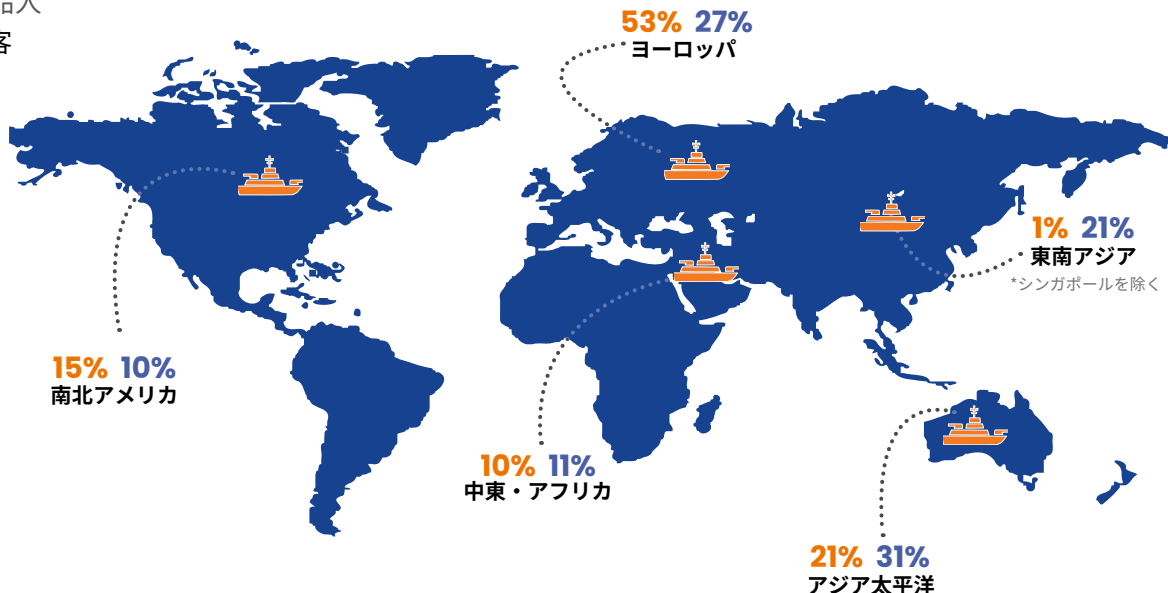 53% 27%
ヨーロッパ
1% 21%
東南アジア
*シンガポールを除く
15% 10%
南北アメリカ
10% 11%
中東・アフリカ
21% 31%
アジア太平洋